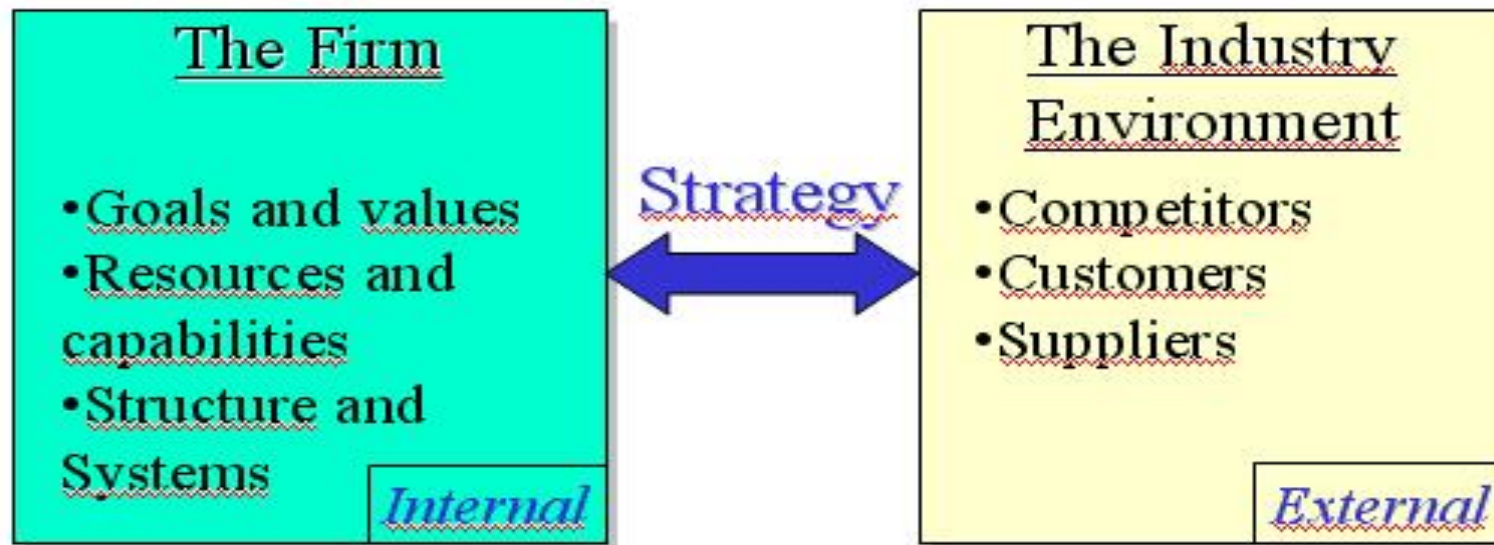 The Firm
•Goals and values
•Resources and
capabilities
•Structure and
Systems
Internal
Strategy
The Industry
Environment
•Competitors
•Customers
•Suppliers
External